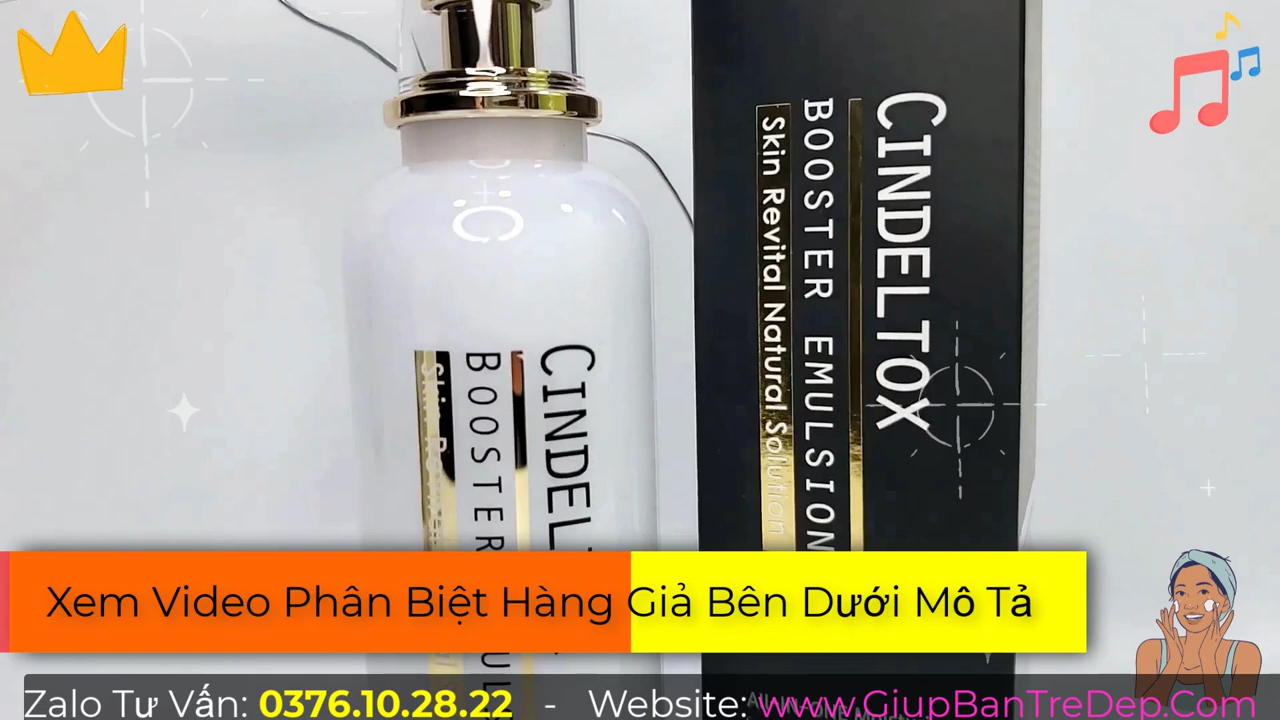 CINDELTOX
BOOSTER EMULSION
Skin Revital Natural Solution
C
CINDEL
BOOSTER
Skin
Xem Video Phân Biệt Hàng Giả Bên Dưới Mô Tả
Zalo Tư Vấn: 0376.10.28.22 - Website: www.GiupBanTreDep.Com